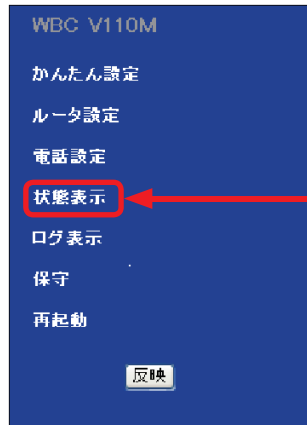 WBC V110M
かんたん設定
ルータ設定
電話設定
状態表示
ログ表示
保守
再起動
反映